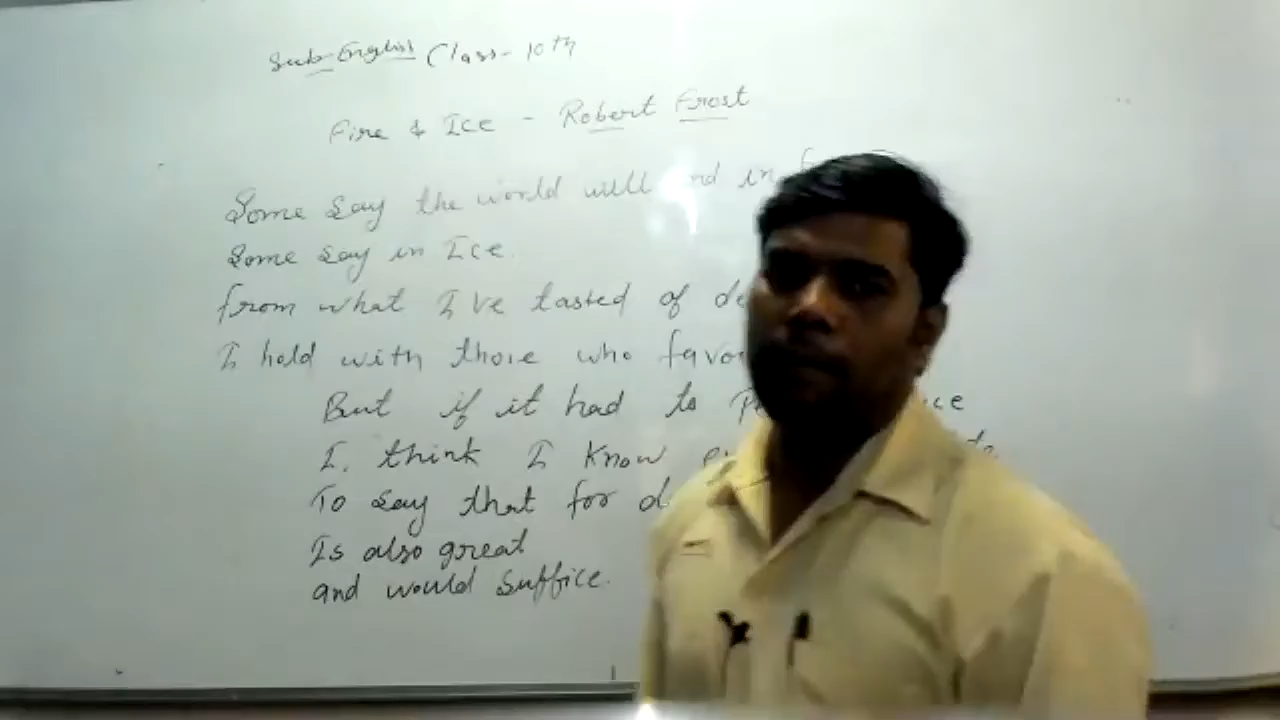 Sub-English Class-10th
Fire & Ice - Robert Frost
Some say the world will end in
Some say in Ice.
from what I've tasted of
I hold with those who
But if it had to
I think I know
To say that for
Is also great
and would suffice.